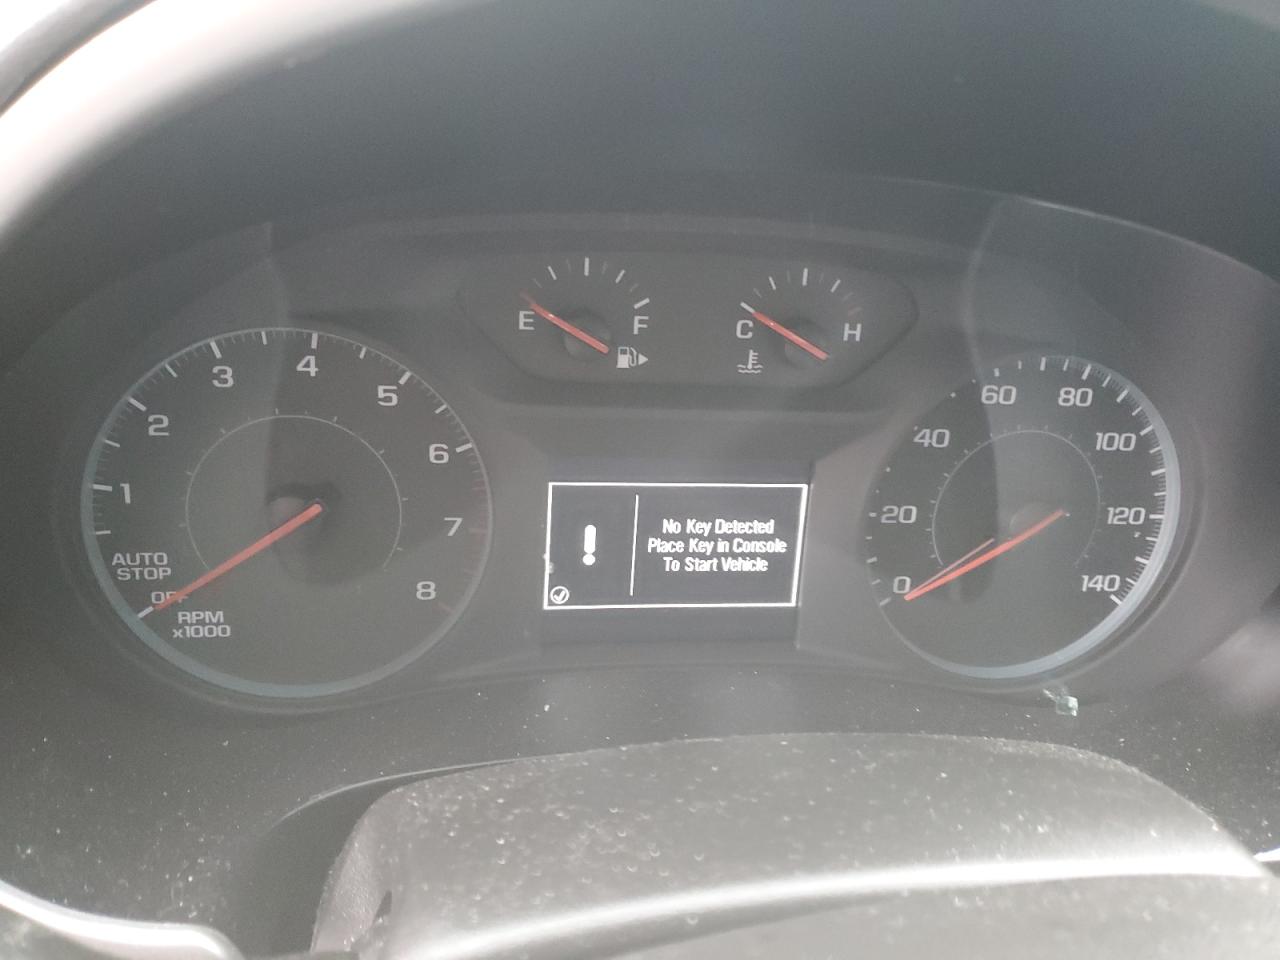 E
F
C
H
1
2
3
4
5
6
7
8
AUTO
STOP
OFF
RPM
x1000
No Key Detected
Place Key in Console
To Start Vehicle
0
20
40
60
80
100
120
140